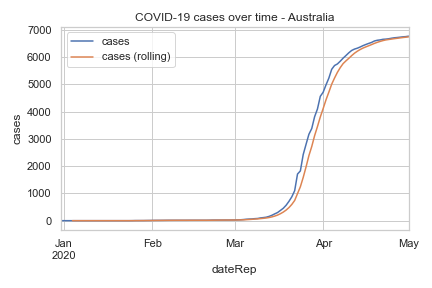 COVID-19 cases over time - Australia
cases
cases (rolling)
7000
6000
5000
4000
3000
2000
1000
0
cases
Jan
2020
Feb
Mar
Apr
May
dateRep